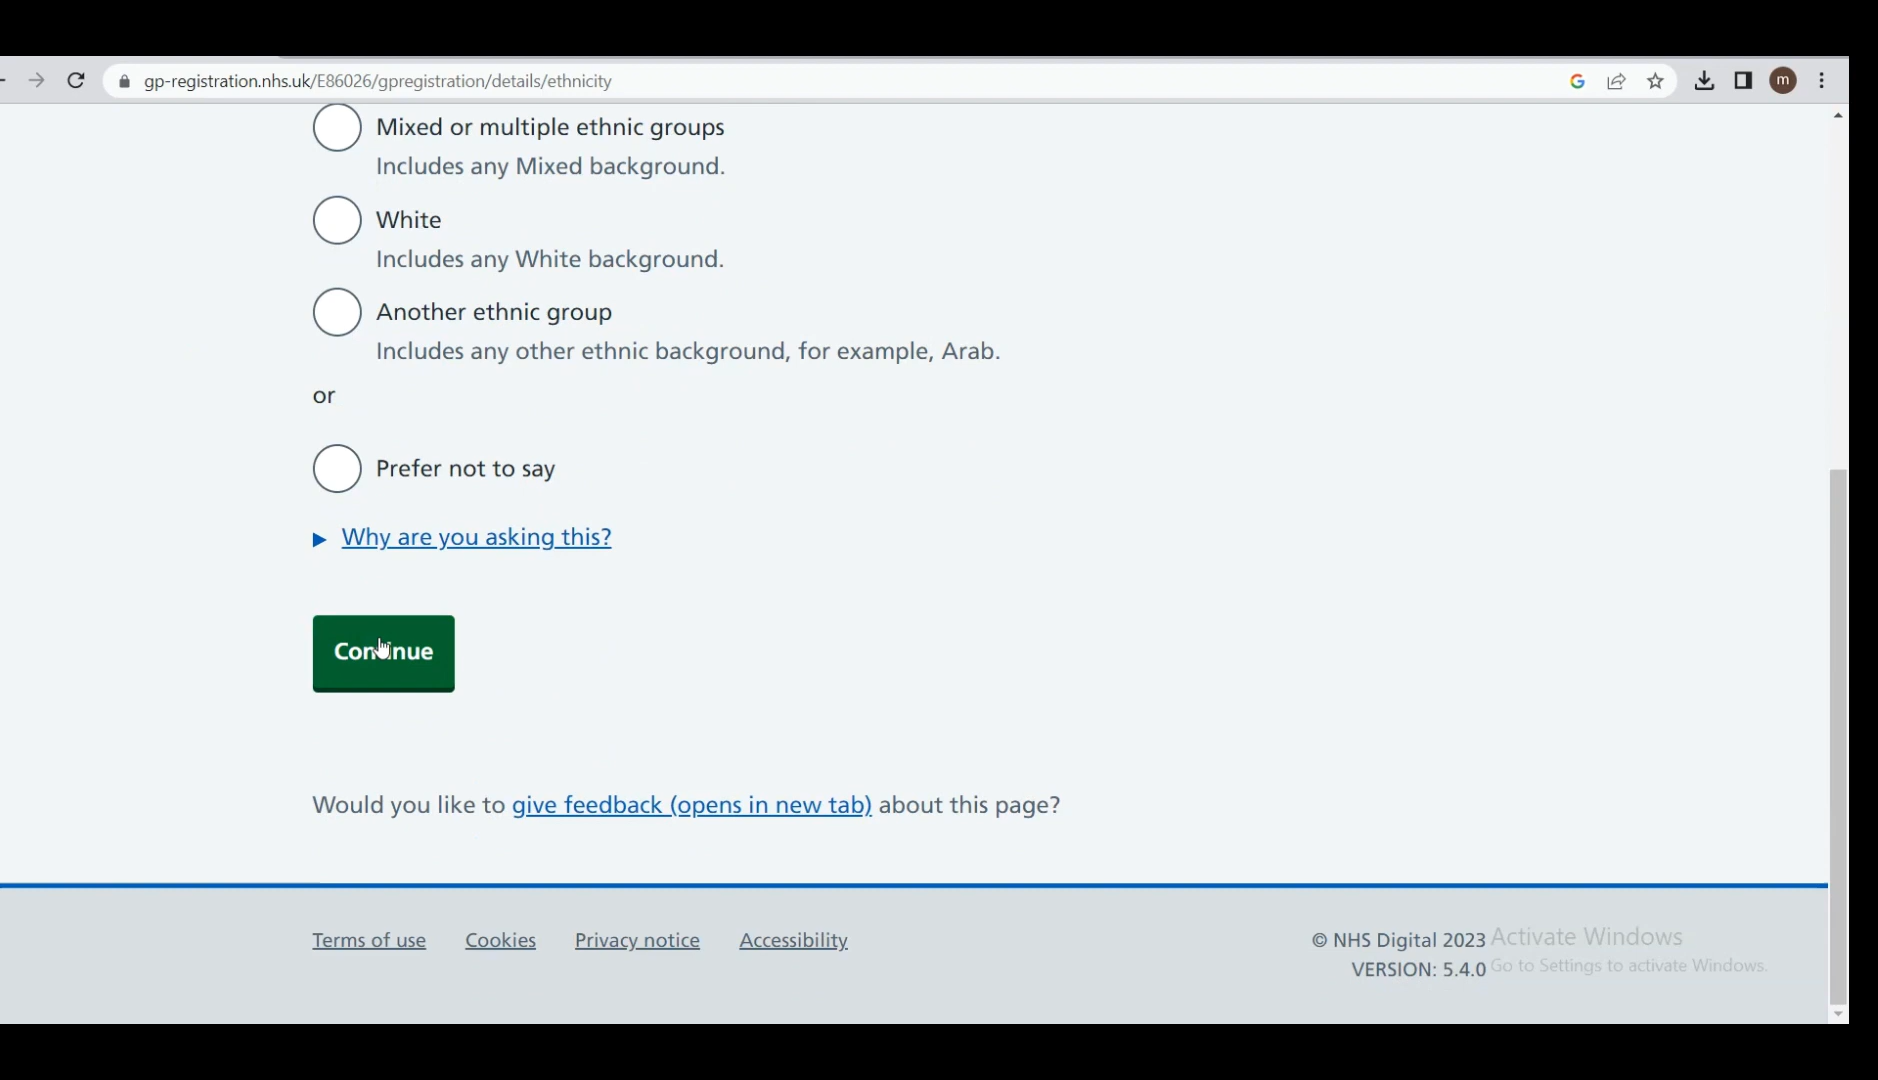 gp-registration.nhs.uk/E86026/gpregistration/details/ethnicity
m
Mixed or multiple ethnic groups
Includes any Mixed background.
White
Includes any White background.
Another ethnic group
Includes any other ethnic background, for example, Arab.
or
Prefer not to say
Why are you asking this?
Continue
Would you like to give feedback (opens in new tab) about this page?
Terms of use Cookies Privacy notice Accessibility
© NHS Digital 2023 Activate Windows
VERSION: 5.4.0 Go to Settings to activate Windows.